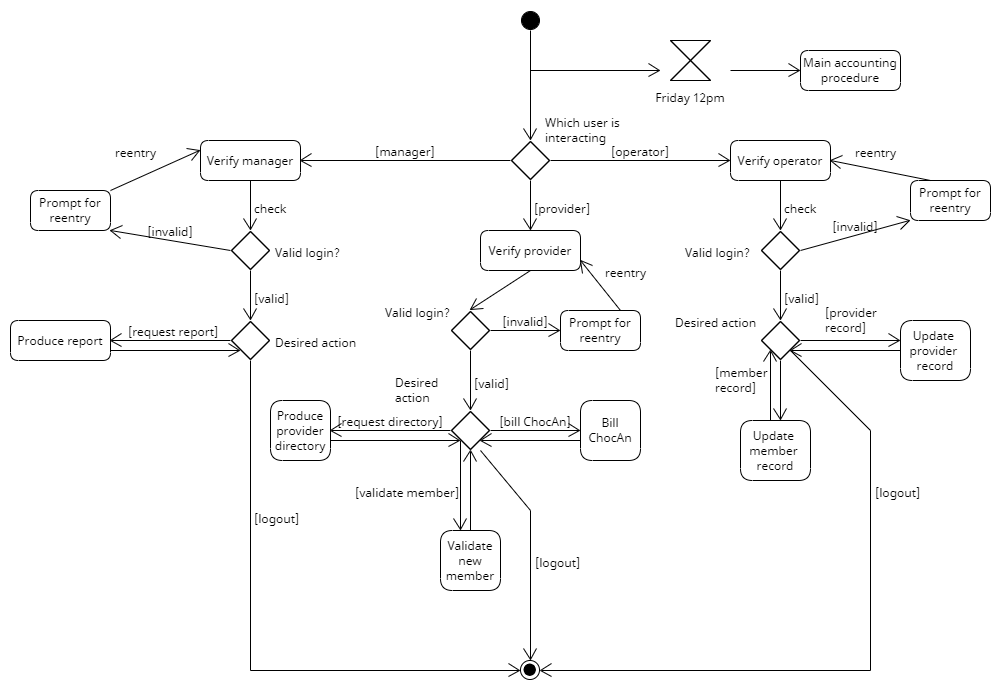 Main accounting
procedure
Friday 12pm
Which user is
interacting
[manager]
[operator]
reentry
Verify manager
Verify operator
reentry
Prompt for
reentry
check
[invalid]
Valid login?
[provider]
Verify provider
check
[invalid]
Valid login?
Prompt for
reentry
reentry
[valid]
Valid login?
[invalid]
Prompt for
reentry
[valid]
[provider
record]
Produce report
[request report]
Desired action
Desired action
Update
provider
record
Desired
action
[valid]
[member
record]
Produce
provider
directory
[request directory]
[bill ChocAn]
Bill
ChocAn
Update
member
record
[validate member]
[logout]
[logout]
Validate
new
member
[logout]